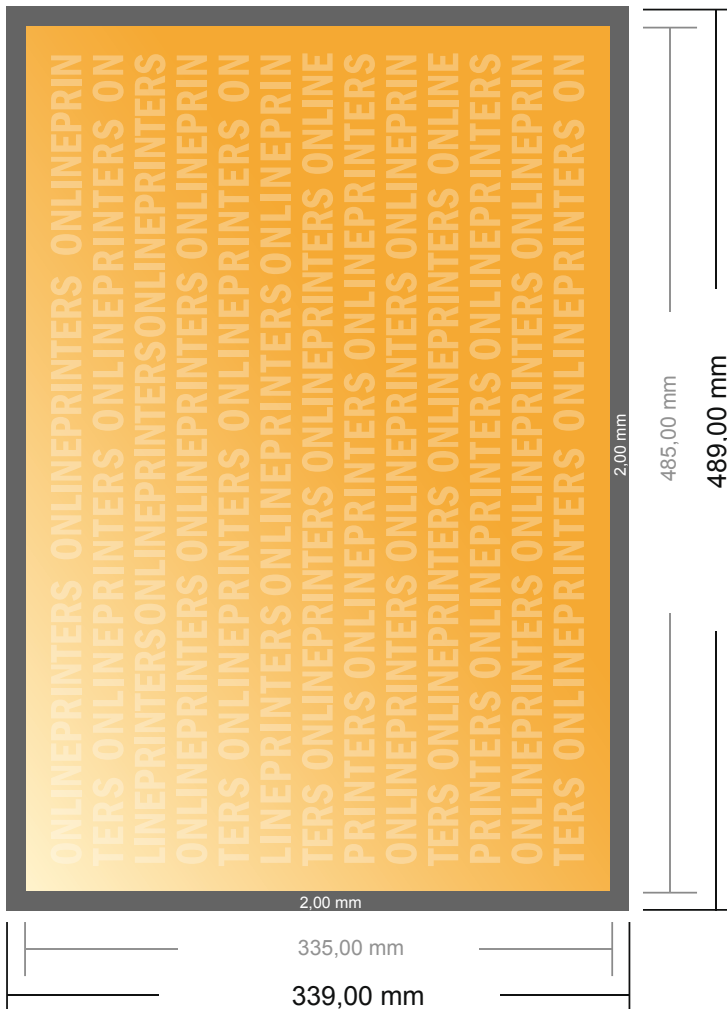 ONLINEPRINTERS ONLINEPRINTERS ONLINEPRIN
TERS ONLINEPRINTERS ONLINEPRINTERS ON
LINEPRINTERSONLINEPRINTERSONLINEPRINTERS
ONLINEPRINTERS ONLINEPRINTERS ONLINEPRIN
TERS ONLINEPRINTERS ONLINEPRINTERS ON
LINEPRINTERS ONLINEPRINTERS ONLINEPRIN
TERS ONLINEPRINTERS ONLINEPRINTERS ONLINE
PRINTERS ONLINEPRINTERS ONLINEPRINTERS
ONLINEPRINTERS ONLINEPRINTERS ONLINEPRIN
TERS ONLINEPRINTERS ONLINEPRINTERS ONLINE
PRINTERS ONLINEPRINTERS ONLINEPRINTERS
ONLINEPRINTERS ONLINEPRINTERS ONLINEPRIN
TERS ONLINEPRINTERS ONLINEPRINTERS ON
2,00 mm
485,00 mm
489,00 mm
2,00 mm
335,00 mm
339,00 mm